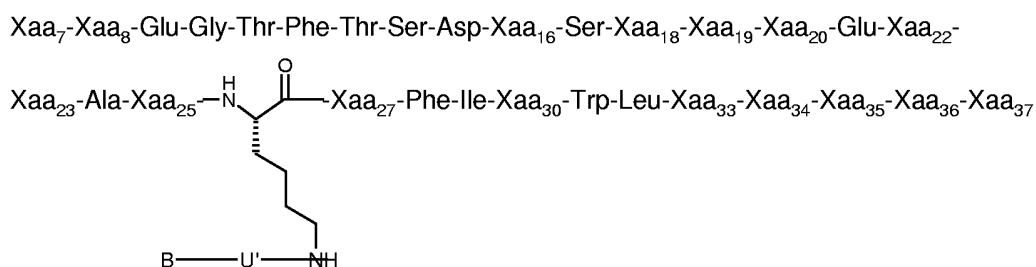 Xaa7-Xaa8-Glu-Gly-Thr-Phe-Thr-Ser-Asp-Xaa16-Ser-Xaa18-Xaa19-Xaa20-Glu-Xaa22-
H O
Xaa23-Ala-Xaa25-N Xaa27-Phe-Ile-Xaa30-Trp-Leu-Xaa33-Xaa34-Xaa35-Xaa36-Xaa37
B U' NH